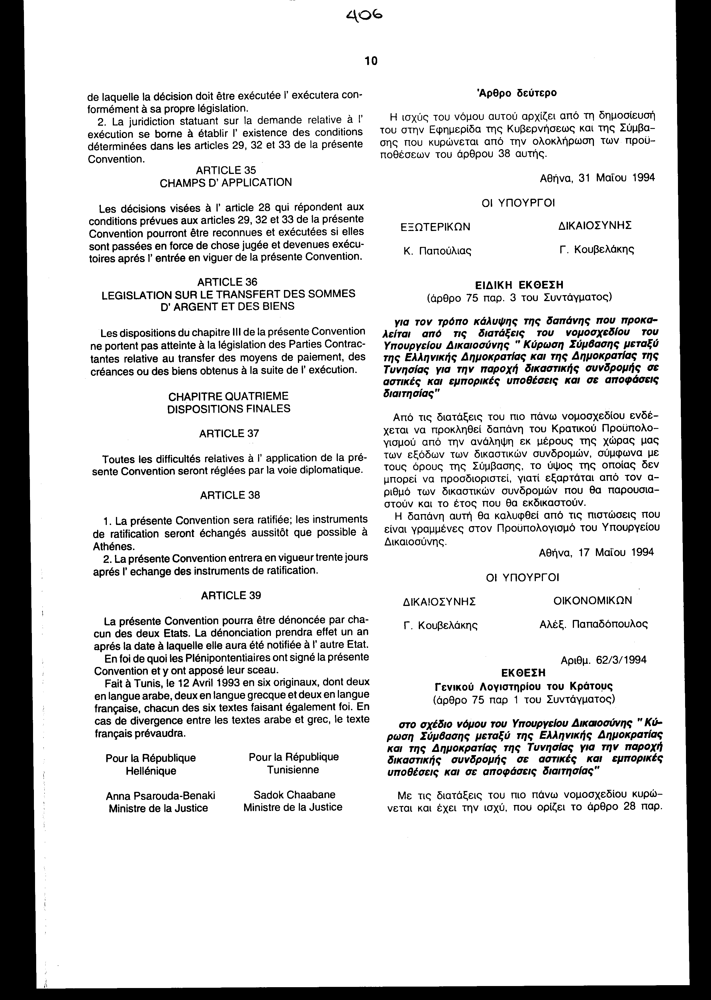 406
10
de laquelle la décision doit être exécutée l' exécutera con-
formément à sa propre législation.
2. La juridiction statuant sur la demande relative à l'
exécution se borne à établir l' existence des conditions
déterminées dans les articles 29, 32 et 33 de la présente
Convention.
ARTICLE 35
CHAMPS D' APPLICATION
Les décisions visées à l' article 28 qui répondent aux
conditions prévues aux articles 29, 32 et 33 de la présente
Convention pourront être reconnues et exécutées si elles
sont passées en force de chose jugée et devenues exécu-
toires aprés l' entrée en viguer de la présente Convention.
ARTICLE 36
LEGISLATION SUR LE TRANSFERT DES SOMMES
D' ARGENT ET DES BIENS
Les dispositions du chapitre III de la présente Convention
ne portent pas atteinte à la législation des Parties Contrac-
tantes relative au transfer des moyens de paiement, des
créances ou des biens obtenus à la suite de l' exécution.
CHAPITRE QUATRIEME
DISPOSITIONS FINALES
ARTICLE 37
Toutes les difficultés relatives à l' application de la pré-
sente Convention seront réglées par la voie diplomatique.
ARTICLE 38
1. La présente Convention sera ratifiée; les instruments
de ratification seront échangés aussitôt que possible à
Athénes.
2. La présente Convention entrera en vigueur trente jours
aprés l' echange des instruments de ratification.
ARTICLE 39
La présente Convention pourra être dénoncée par cha-
cun des deux Etats. La dénonciation prendra effet un an
aprés la date à laquelle elle aura été notifiée à l' autre Etat.
En foi de quoi les Plénipontentiaires ont signé la présente
Convention et y ont apposé leur sceau.
Fait à Tunis, le 12 Avril 1993 en six originaux, dont deux
en langue arabe, deux en langue grecque et deux en langue
française, chacun des six textes faisant également foi. En
cas de divergence entre les textes arabe et grec, le texte
français prévaudra.
Pour la République Pour la République
Hellénique Tunisienne
Anna Psarouda-Benaki Sadok Chaabane
Ministre de la Justice Ministre de la Justice
'Αρθρο δεύτερο
Η ισχύς του νόμου αυτού αρχίζει από τη δημοσίευσή
του στην Εφημερίδα της Κυβερνήσεως και της Σύμβα-
σης που κυρώνεται από την ολοκλήρωση των προϋ-
ποθέσεων του άρθρου 38 αυτής.
Αθήνα, 31 Μαΐου 1994
ΟΙ ΥΠΟΥΡΓΟΙ
ΕΞΩΤΕΡΙΚΩΝ ΔΙΚΑΙΟΣΥΝΗΣ
Κ. Παπούλιας Γ. Κουβελάκης
ΕΙΔΙΚΗ ΕΚΘΕΣΗ
(άρθρο 75 παρ. 3 του Συντάγματος)
για τον τρόπο κάλυψης της δαπάνης που προκα-
λείται από τις διατάξεις του νομοσχεδίου του
Υπουργείου Δικαιοσύνης " Κύρωση Σύμβασης μεταξύ
της Ελληνικής Δημοκρατίας και της Δημοκρατίας της
Τυνησίας για την παροχή δικαστικής συνδρομής σε
αστικές και εμπορικές υποθέσεις και σε αποφάσεις
διαιτησίας"
Από τις διατάξεις του πιο πάνω νομοσχεδίου ενδέ-
χεται να προκληθεί δαπάνη του Κρατικού Προϋπολο-
γισμού από την ανάληψη εκ μέρους της χώρας μας
των εξόδων των δικαστικών συνδρομών, σύμφωνα με
τους όρους της Σύμβασης, το ύψος της οποίας δεν
μπορεί να προσδιοριστεί, γιατί εξαρτάται από τον α-
ριθμό των δικαστικών συνδρομών που θα παρουσια-
στούν και το έτος που θα εκδικαστούν.
Η δαπάνη αυτή θα καλυφθεί από τις πιστώσεις που
είναι γραμμένες στον Προϋπολογισμό του Υπουργείου
Δικαιοσύνης.
Αθήνα, 17 Μαΐου 1994
ΟΙ ΥΠΟΥΡΓΟΙ
ΔΙΚΑΙΟΣΥΝΗΣ ΟΙΚΟΝΟΜΙΚΩΝ
Γ. Κουβελάκης Αλέξ. Παπαδόπουλος
Αριθμ. 62/3/1994
ΕΚΘΕΣΗ
Γενικού Λογιστηρίου του Κράτους
(άρθρο 75 παρ 1 του Συντάγματος)
στο σχέδιο νόμου του Υπουργείου Δικαιοσύνης " Κύ-
ρωση Σύμβασης μεταξύ της Ελληνικής Δημοκρατίας
και της Δημοκρατίας της Τυνησίας για την παροχή
δικαστικής συνδρομής σε αστικές και εμπορικές
υποθέσεις και σε αποφάσεις διαιτησίας"
Με τις διατάξεις του πιο πάνω νομοσχεδίου κυρώ-
νεται και έχει την ισχύ, που ορίζει το άρθρο 28 παρ.